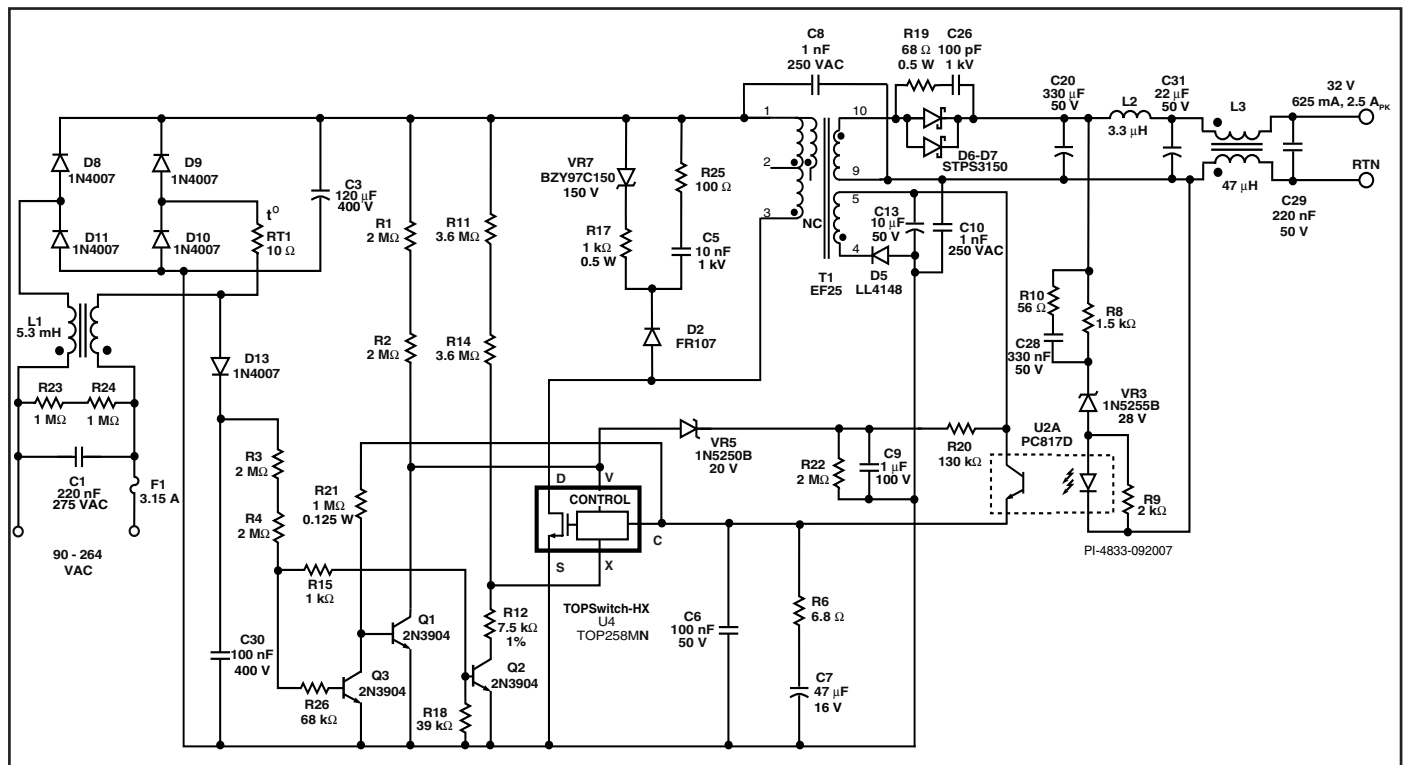 C8
1 nF
250 VAC
R19
68 Ω
0.5 W
C26
100 pF
1 kV
C20
330 μF
50 V
L2
3.3 μH
C31
22 μF
50 V
L3
47 μH
32 V
625 mA, 2.5 APK
RTN
C29
220 nF
50 V
1
2
3
NC
10
9
5
4
D6-D7
STPS3150
D8
1N4007
D9
1N4007
D11
1N4007
D10
1N4007
to
RT1
10 Ω
C3
120 μF
400 V
R1
2 MΩ
R11
3.6 MΩ
VR7
BZY97C150
150 V
R25
100 Ω
R17
1 kΩ
0.5 W
C5
10 nF
1 kV
T1
EF25
C13
10 μF
50 V
D5
LL4148
C10
1 nF
250 VAC
L1
5.3 mH
D13
1N4007
R2
2 MΩ
R14
3.6 MΩ
D2
FR107
R10
56 Ω
C28
330 nF
50 V
R8
1.5 kΩ
VR3
1N5255B
28 V
R23
1 MΩ
R24
1 MΩ
C1
220 nF
275 VAC
F1
3.15 A
90 - 264
VAC
R3
2 MΩ
R4
2 MΩ
R21
1 MΩ
0.125 W
VR5
1N5250B
20 V
R22
2 MΩ
C9
1 μF
100 V
R20
130 kΩ
U2A
PC817D
R9
2 kΩ
PI-4833-092007
D
V
CONTROL
C
S
X
TOPSwitch-HX
U4
TOP258MN
R15
1 kΩ
C30
100 nF
400 V
R26
68 kΩ
Q3
2N3904
Q1
2N3904
R12
7.5 kΩ
1%
Q2
2N3904
R18
39 kΩ
C6
100 nF
50 V
R6
6.8 Ω
C7
47 μF
16 V